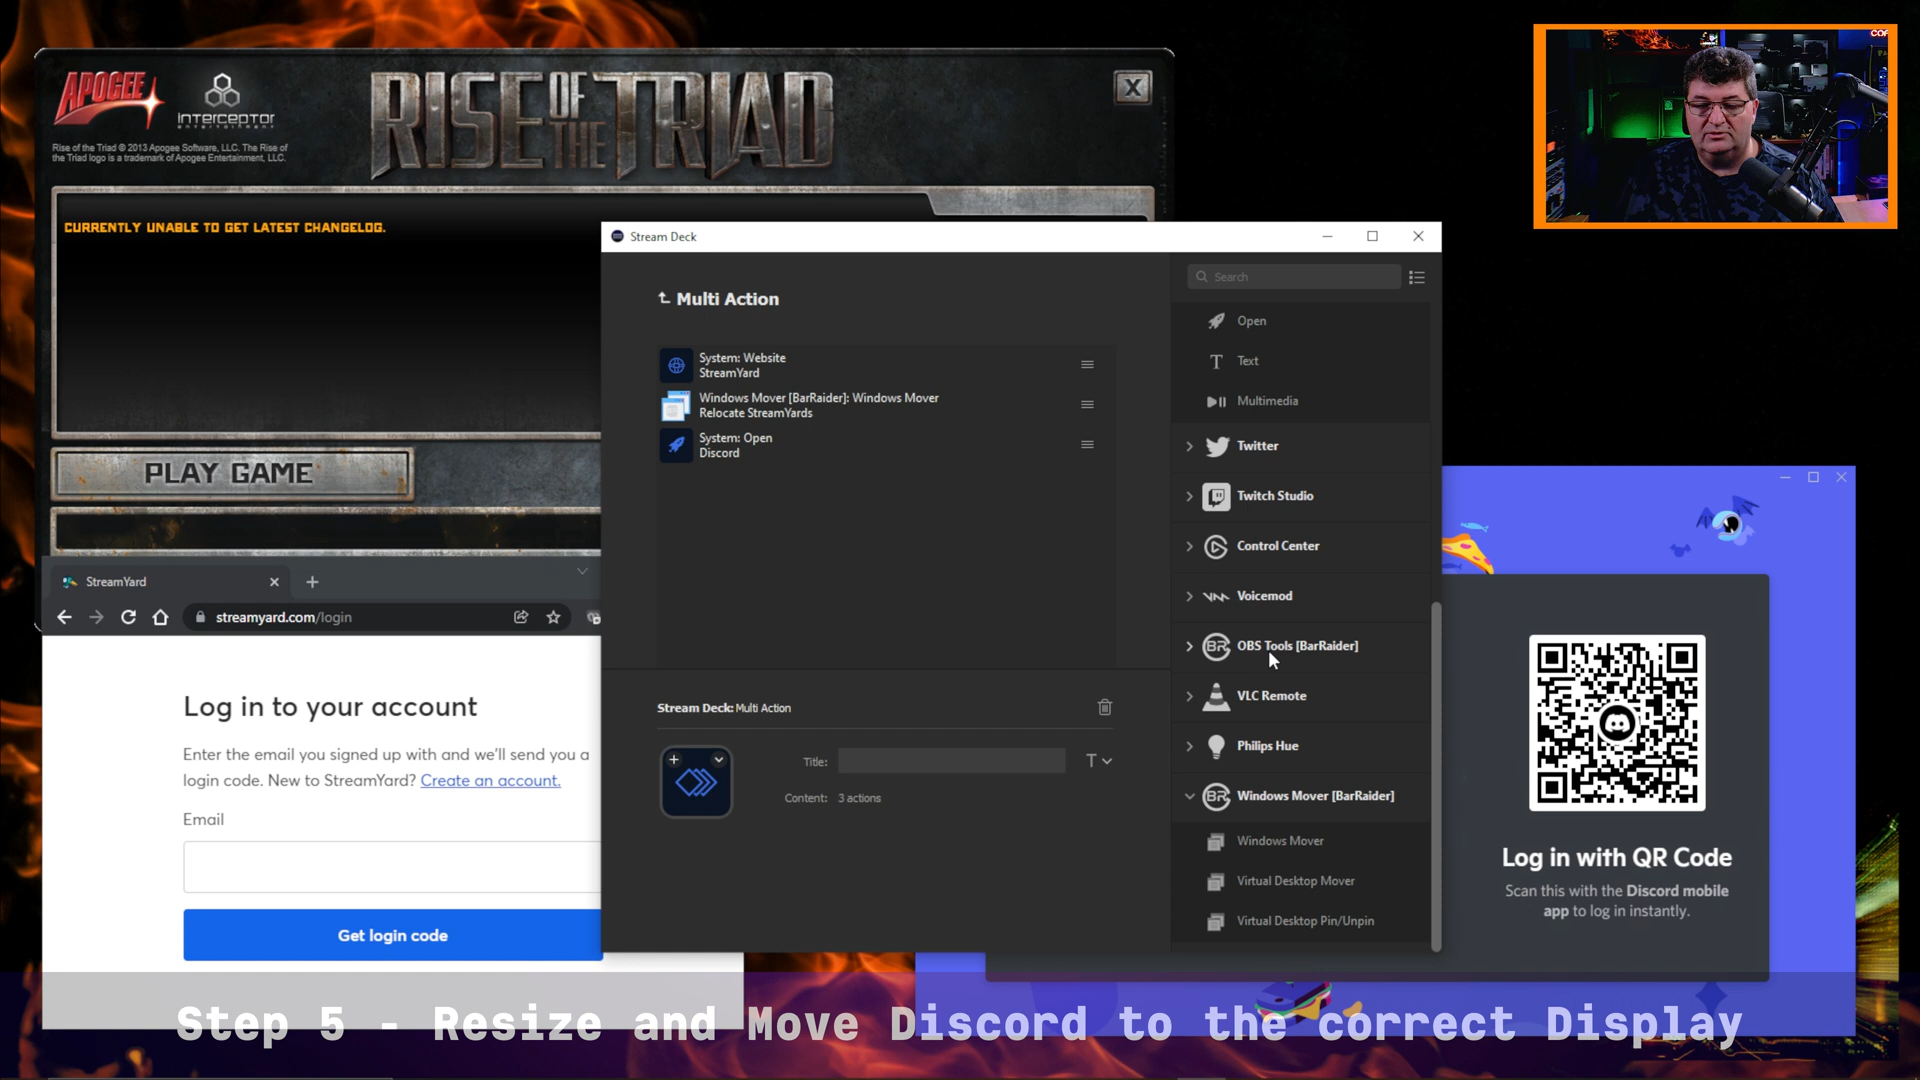 APOGEE
interceptor
entertainment
Rise of the Triad © 2013 Apogee Software, LLC. The Rise of
the Triad logo is a trademark of Apogee Entertainment, LLC.
RISE OF THE TRIAD
X
CURRENTLY UNABLE TO GET LATEST CHANGELOG.
PLAY GAME
StreamYard
streamyard.com/login
Log in to your account
Enter the email you signed up with and we'll send you a
login code. New to StreamYard? Create an account.
Email
Get login code
Stream Deck
Multi Action
System: Website
StreamYard
Windows Mover [BarRaider]: Windows Mover
Relocate StreamYards
System: Open
Discord
Stream Deck: Multi Action
Title:
T
Content: 3 actions
Search
Open
T Text
Multimedia
Twitter
Twitch Studio
Control Center
Voicemod
BR OBS Tools [BarRaider]
VLC Remote
Philips Hue
BR Windows Mover [BarRaider]
Windows Mover
Virtual Desktop Mover
Virtual Desktop Pin/Unpin
Log in with QR Code
Scan this with the Discord mobile
app to log in instantly.
Step 5 - Resize and Move Discord to the correct Display